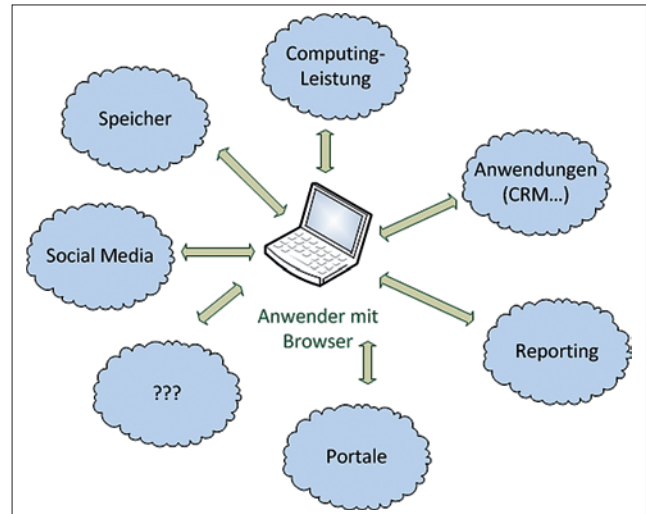 Computing-
Leistung
Speicher
Anwendungen
(CRM...)
Social Media
Anwender mit
Browser
Reporting
???
Portale